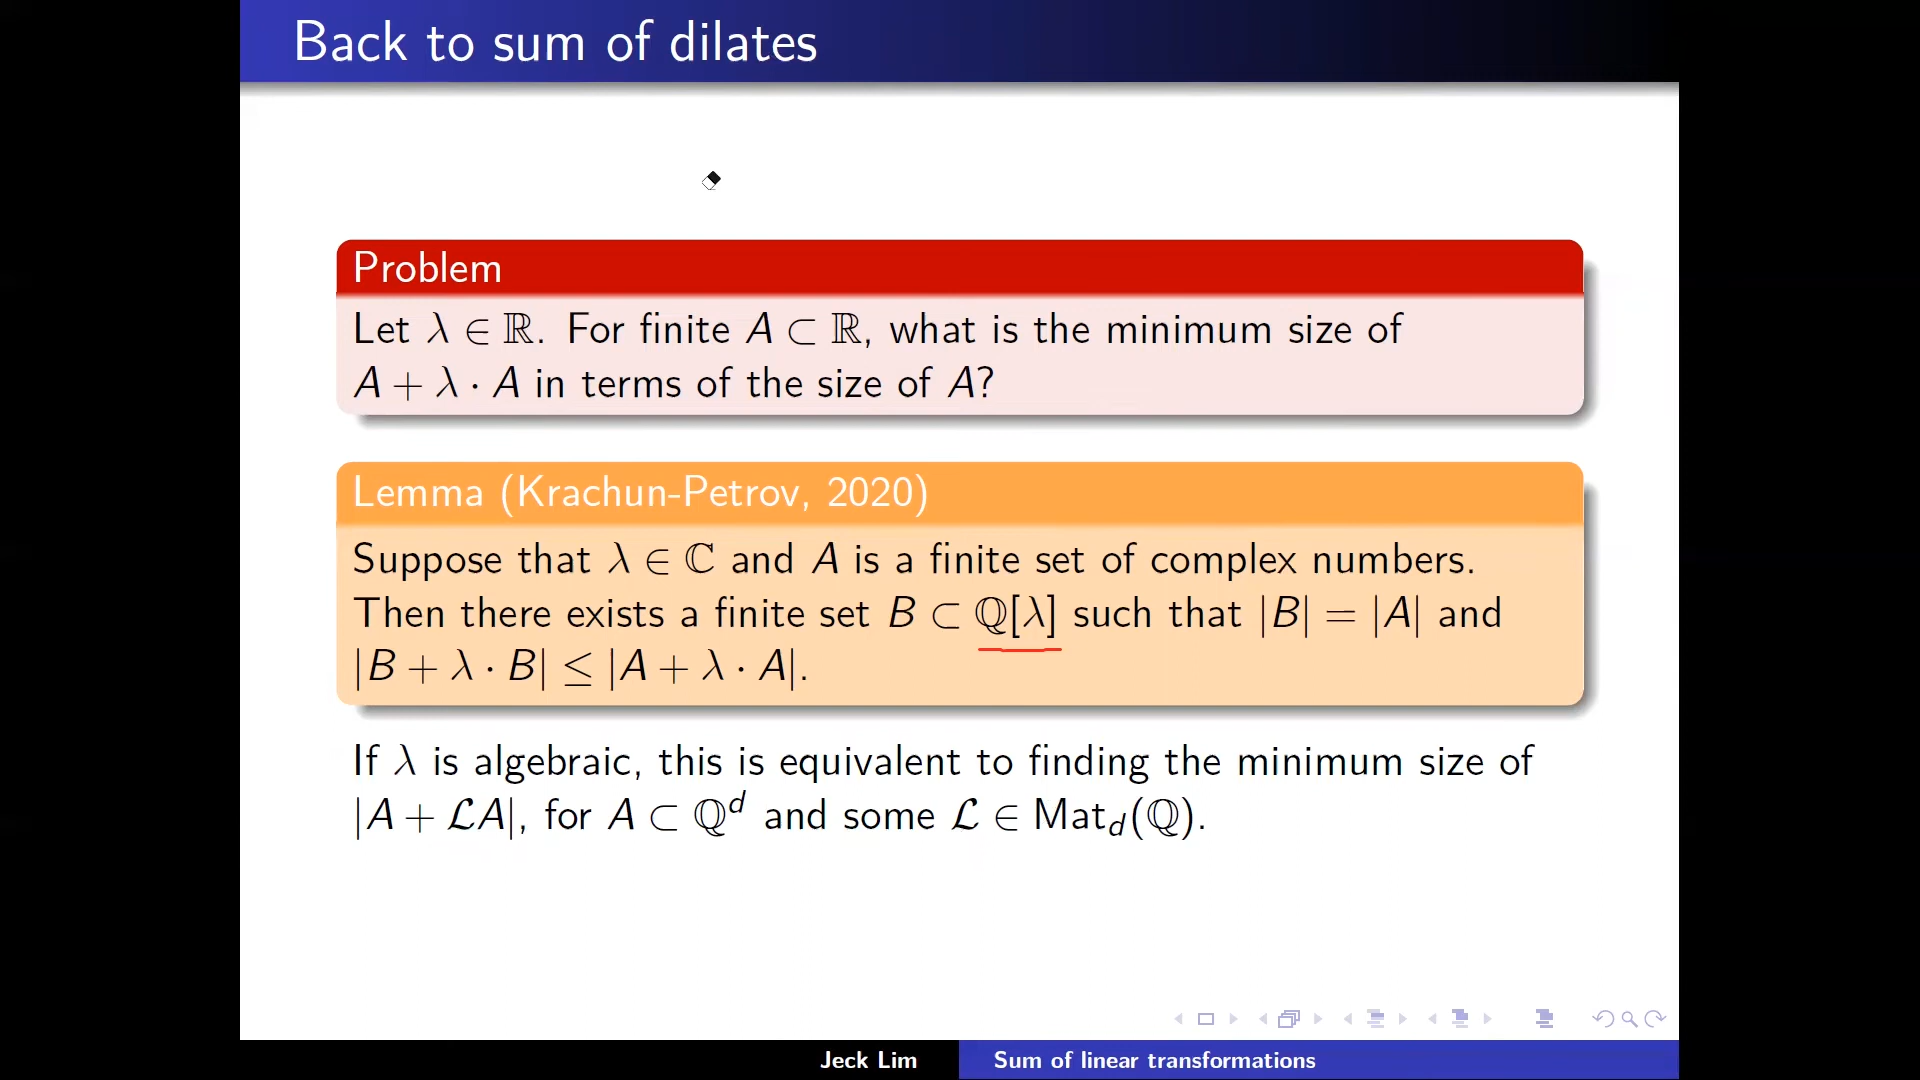 Back to sum of dilates
Problem
Let λ ∈ ℝ. For finite A ⊂ ℝ, what is the minimum size of
A + λ · A in terms of the size of A?
Lemma (Krachun-Petrov, 2020)
Suppose that λ ∈ ℂ and A is a finite set of complex numbers.
Then there exists a finite set B ⊂ ℚ[λ] such that |B| = |A| and
|B + λ · B| ≤ |A + λ · A|.
If λ is algebraic, this is equivalent to finding the minimum size of
|A + ℒA|, for A ⊂ ℚᵈ and some ℒ ∈ Mat_d(ℚ).
Jeck Lim
Sum of linear transformations